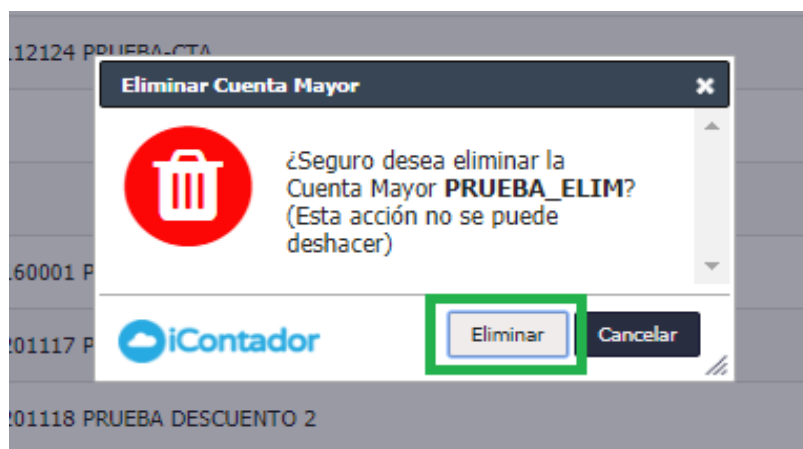 .12124 PRUEBA-CTA
Eliminar Cuenta Mayor
¿Seguro desea eliminar la
Cuenta Mayor PRUEBA_ELIM?
(Esta acción no se puede
deshacer)
.60001 P
iContador
Eliminar
Cancelar
201117 P
201118 PRUEBA DESCUENTO 2